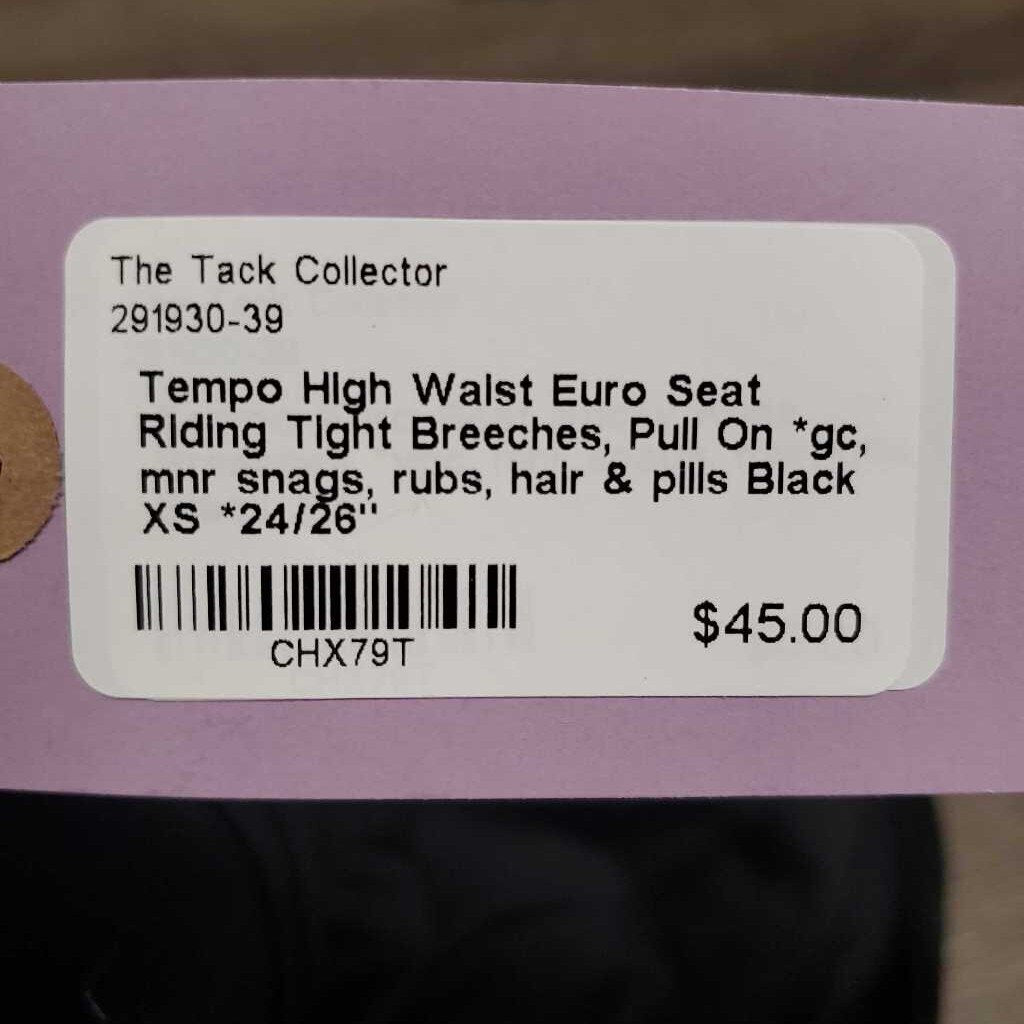 The Tack Collector
291930-39
Tempo High Waist Euro Seat
Riding Tight Breeches, Pull On *gc,
mnr snags, rubs, hair & pills Black
XS *24/26"
CHX79T
$45.00